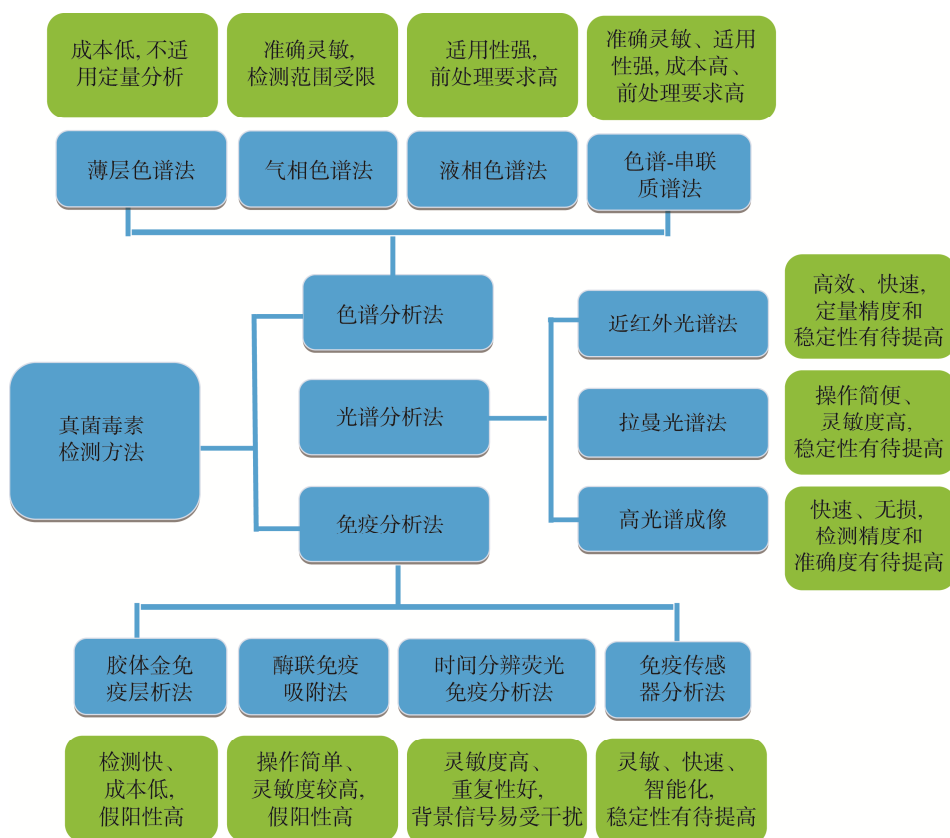 成本低, 不适
用定量分析
准确灵敏,
检测范围受限
适用性强,
前处理要求高
准确灵敏、适用
性强, 成本高、
前处理要求高
薄层色谱法
气相色谱法
液相色谱法
色谱-串联
质谱法
色谱分析法
近红外光谱法
高效、快速,
定量精度和
稳定性有待提高
真菌毒素
检测方法
光谱分析法
拉曼光谱法
操作简便、
灵敏度高,
稳定性有待提高
免疫分析法
高光谱成像
快速、无损,
检测精度和
准确度有待提高
胶体金免
疫层析法
酶联免疫
吸附法
时间分辨荧光
免疫分析法
免疫传感
器分析法
检测快、
成本低,
假阳性高
操作简单、
灵敏度较高,
假阳性高
灵敏度高、
重复性好,
背景信号易受干扰
灵敏、快速、
智能化,
稳定性有待提高